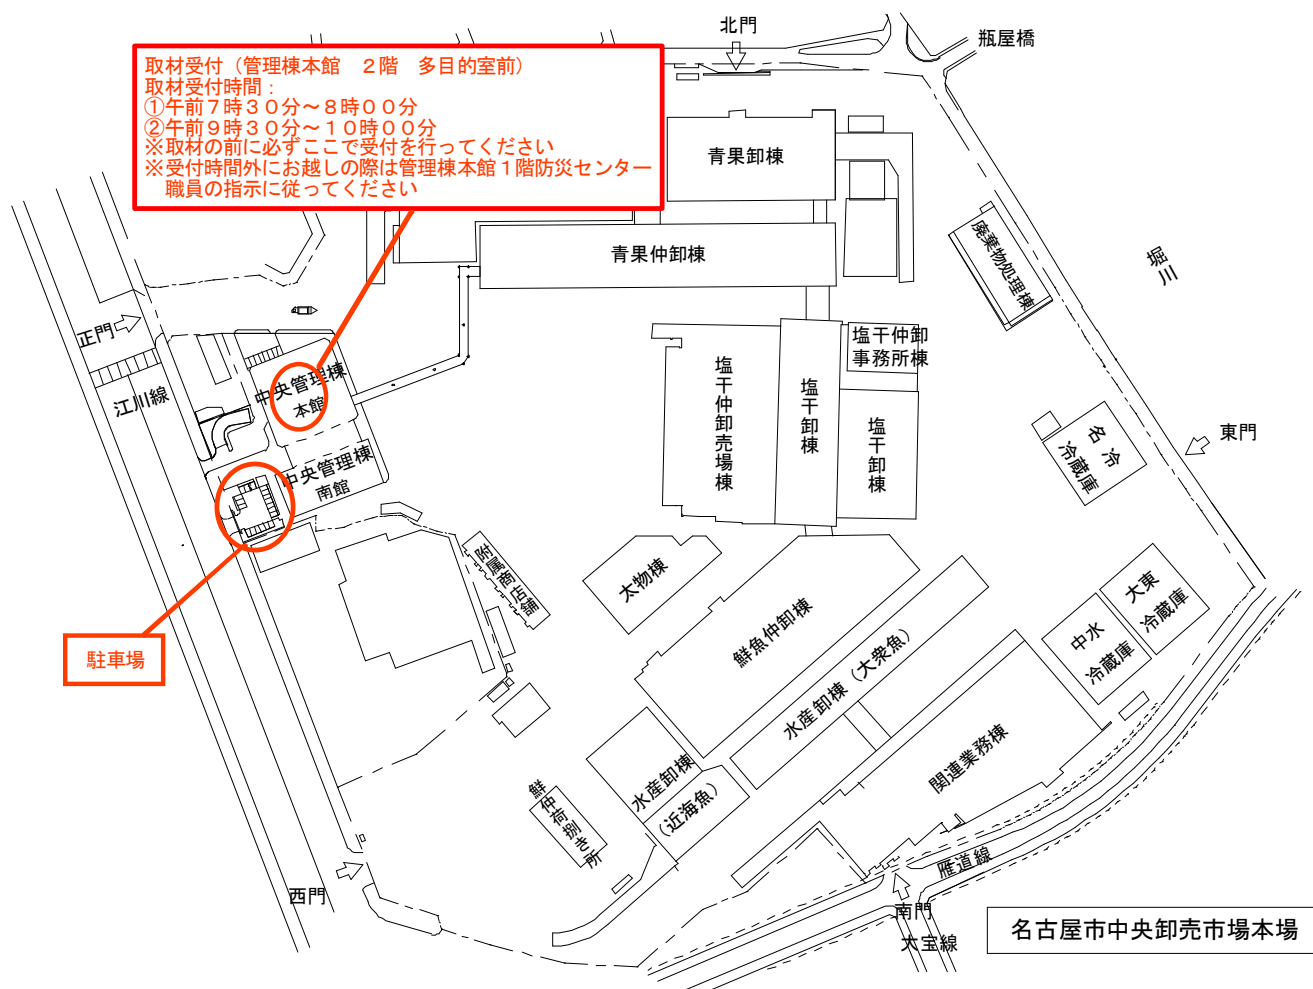 北門
瓶屋橋
取材受付（管理棟本館　２階　多目的室前）
取材受付時間：
①午前７時３０分～８時００分
②午前９時３０分～１０時００分
※取材の前に必ずここで受付を行ってください
※受付時間外にお越しの際は管理棟本館１階防災センター
職員の指示に従ってください
青果卸棟
青果仲卸棟
廃棄物処理棟
堀川
正門
江川線
中央管理棟
本館
中央管理棟
南館
塩干仲卸売場棟
塩干卸棟
塩干仲卸
事務所棟
塩干卸棟
名冷
冷蔵庫
東門
附属商店舗
太物棟
鮮魚仲卸棟
水産卸棟（大衆魚）
大東
冷蔵庫
中水
冷蔵庫
駐車場
関連業務棟
水産卸棟
（近海魚）
鮮仲荷捌き所
西門
雁道線
南門
大宝線
名古屋市中央卸売市場本場